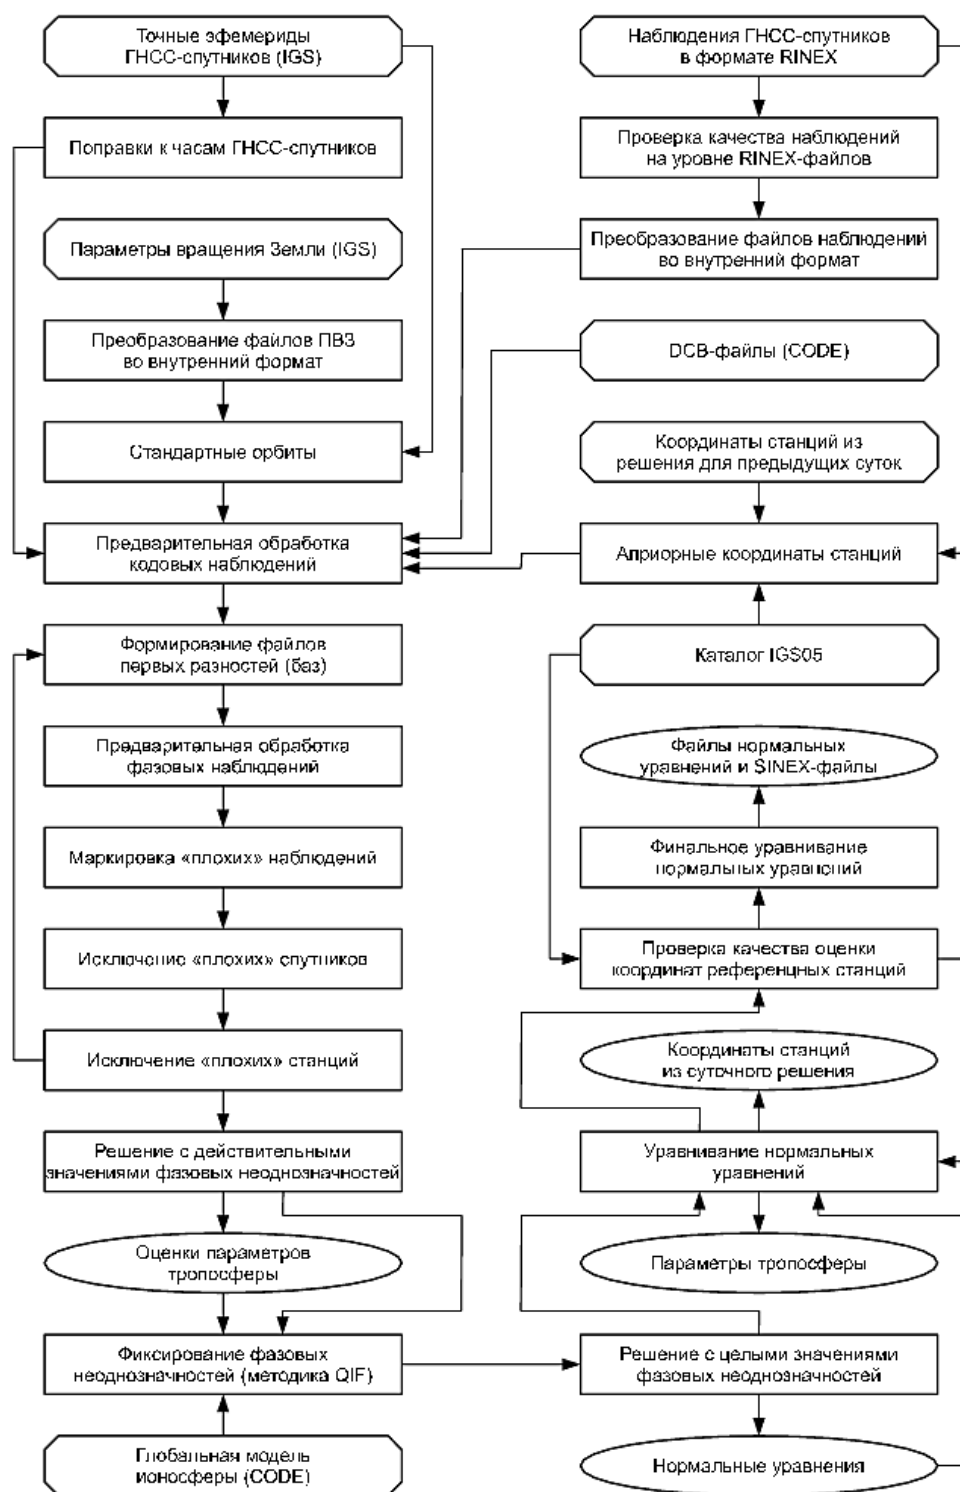 Точные эфемериды
ГНСС-спутников (IGS)
Поправки к часам ГНСС-спутников
Параметры вращения Земли (IGS)
Преобразование файлов ПВЗ
во внутренний формат
Стандартные орбиты
Предварительная обработка
кодовых наблюдений
Формирование файлов
первых разностей (баз)
Предварительная обработка
фазовых наблюдений
Маркировка «плохих» наблюдений
Исключение «плохих» спутников
Исключение «плохих» станций
Решение с действительными
значениями фазовых неоднозначностей
Оценки параметров
тропосферы
Фиксирование фазовых
неоднозначностей (методика QIF)
Глобальная модель
ионосферы (CODE)
Наблюдения ГНСС-спутников
в формате RINEX
Проверка качества наблюдений
на уровне RINEX-файлов
Преобразование файлов наблюдений
во внутренний формат
DCB-файлы (CODE)
Координаты станций из
решения для предыдущих суток
Априорные координаты станций
Каталог IGS05
Файлы нормальных
уравнений и SINEX-файлы
Финальное уравнивание
нормальных уравнений
Проверка качества оценки
координат референцных станций
Координаты станций
из суточного решения
Уравнивание нормальных
уравнений
Параметры тропосферы
Решение с целыми значениями
фазовых неоднозначностей
Нормальные уравнения